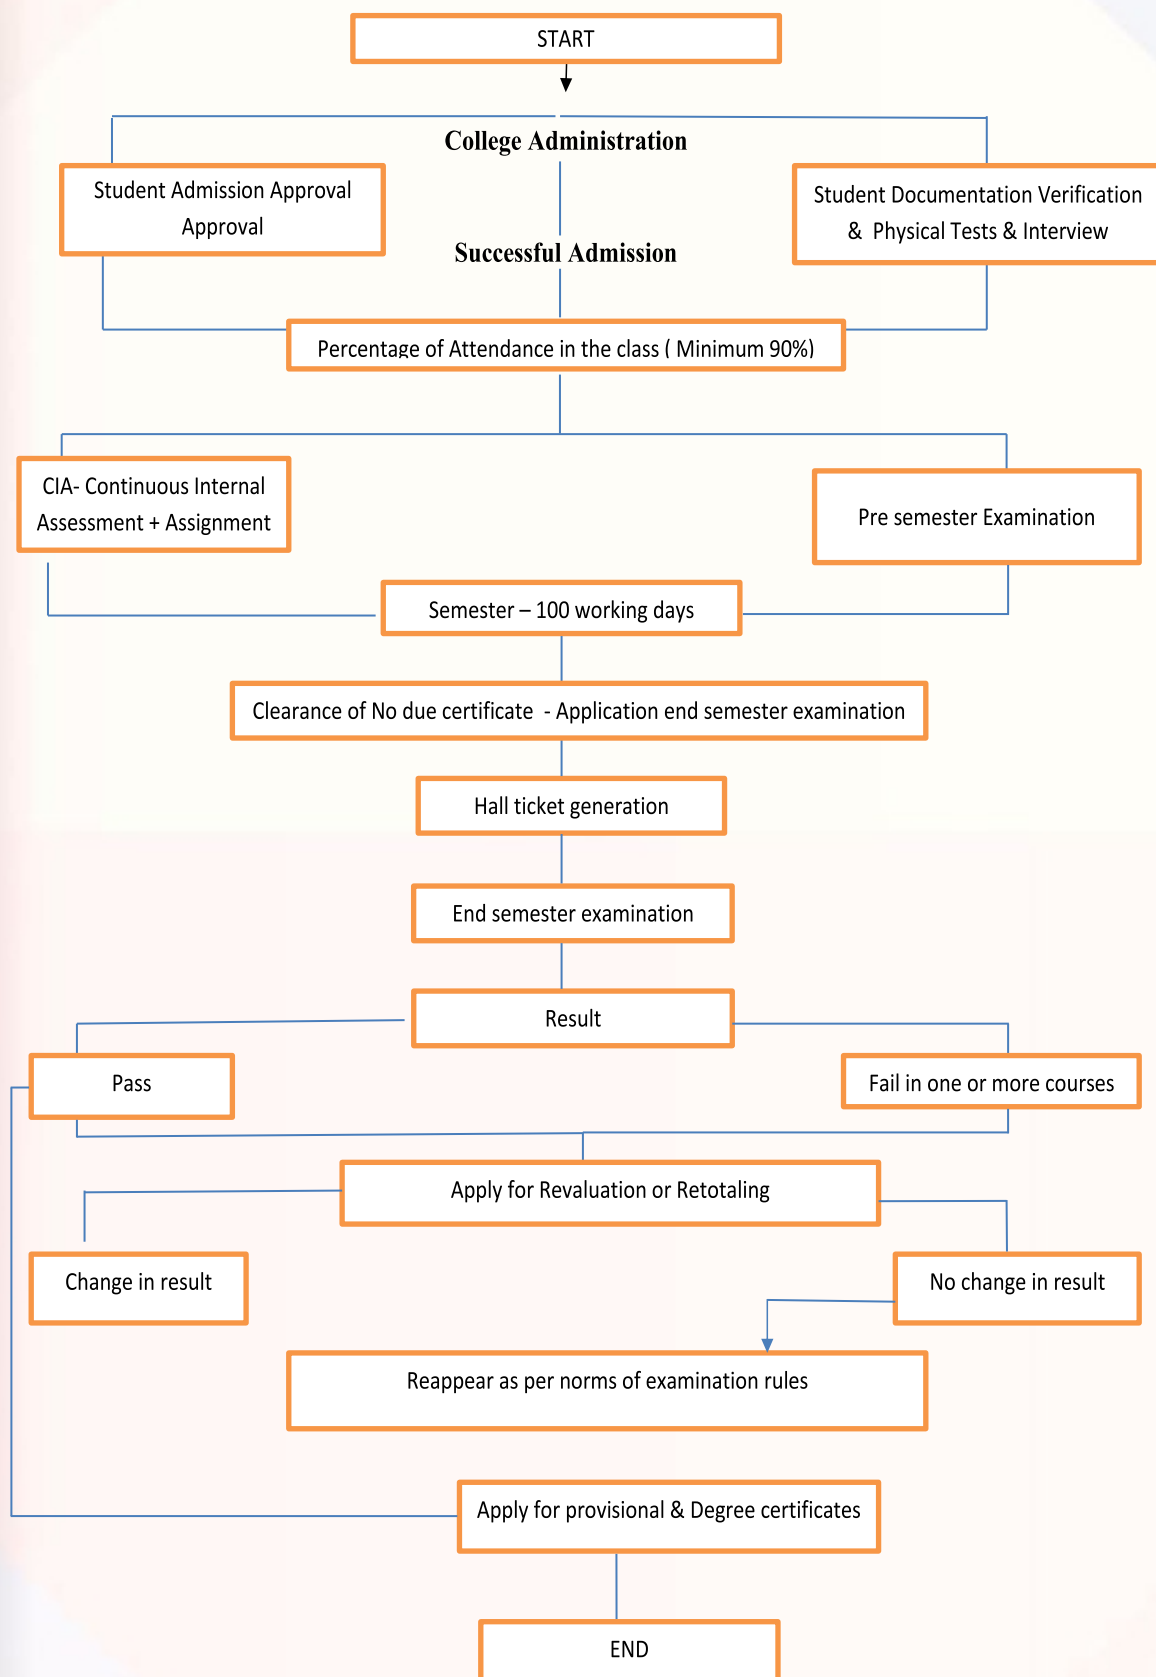 START
College Administration
Student Admission Approval
Approval
Student Documentation Verification
& Physical Tests & Interview
Successful Admission
Percentage of Attendance in the class ( Minimum 90%)
CIA- Continuous Internal
Assessment + Assignment
Pre semester Examination
Semester – 100 working days
Clearance of No due certificate - Application end semester examination
Hall ticket generation
End semester examination
Result
Pass
Fail in one or more courses
Apply for Revaluation or Retotaling
Change in result
No change in result
Reappear as per norms of examination rules
Apply for provisional & Degree certificates
END